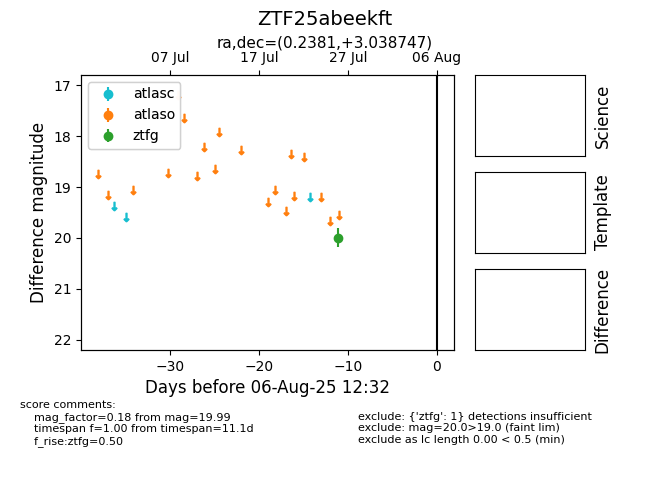 ZTF25abeekft
ra,dec=(0.2381,+3.038747)
07 Jul 17 Jul 27 Jul 06 Aug
17
18
19
20
21
22
Difference magnitude
atlasc
atlaso
ztfg
−30 −20 −10 0
Days before 06-Aug-25 12:32
Science
Template
Difference
score comments:
mag_factor=0.18 from mag=19.99
timespan f=1.00 from timespan=11.1d
f_rise:ztfg=0.50
exclude: {'ztfg': 1} detections insufficient
exclude: mag=20.0>19.0 (faint lim)
exclude as lc length 0.00 < 0.5 (min)